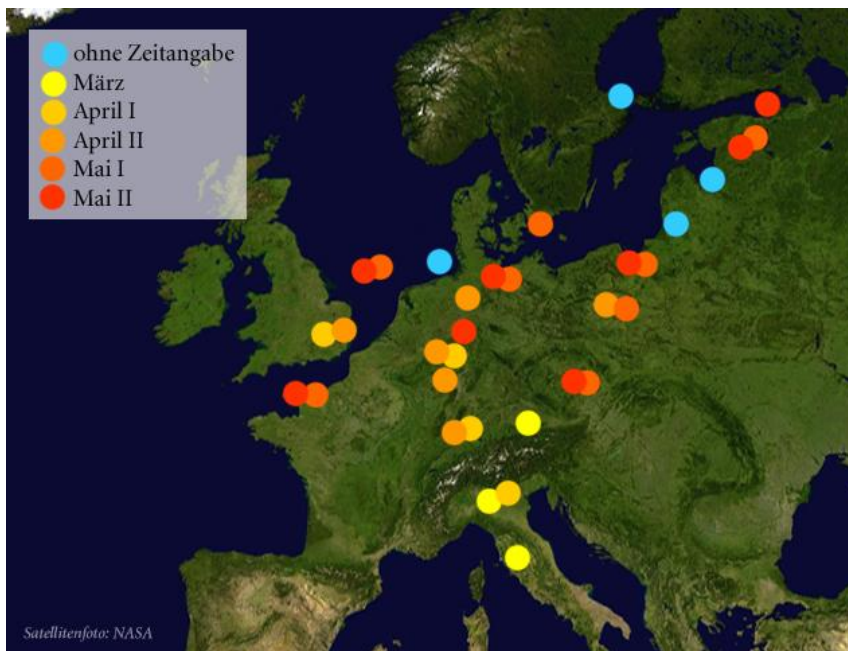 ohne Zeitangabe
März
April I
April II
Mai I
Mai II
Satellitenfoto: NASA